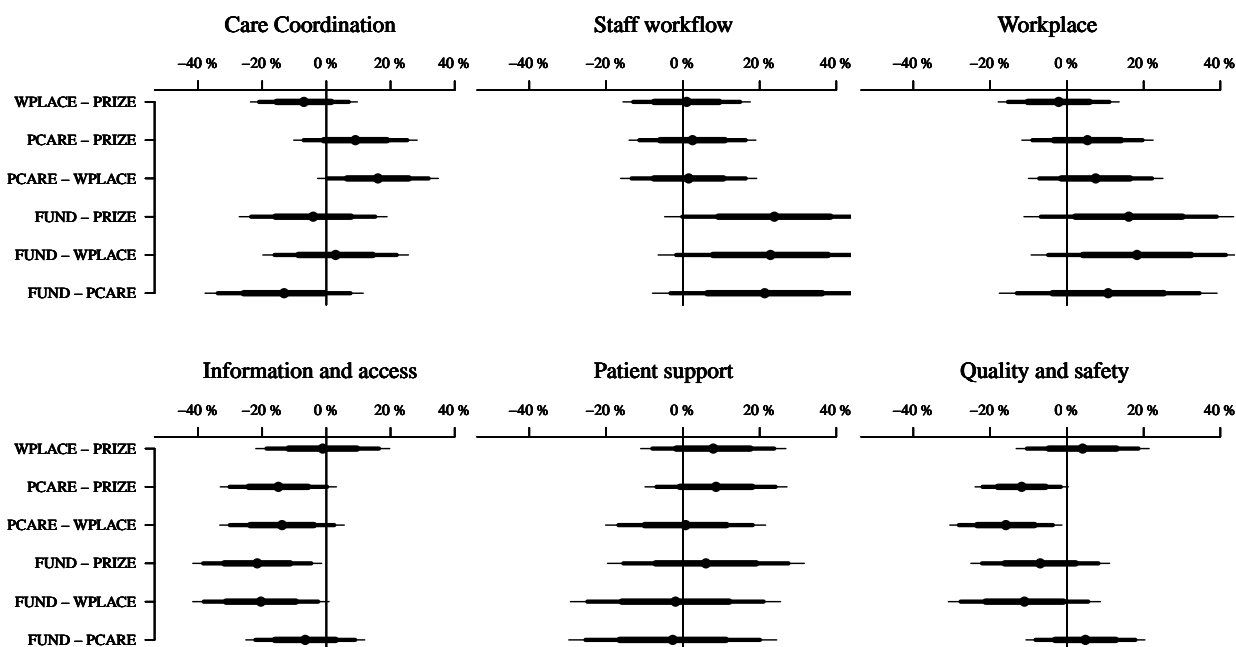 Care Coordination Staff workflow Workplace
−40 % −20 % 0 % 20 % 40 % −40 % −20 % 0 % 20 % 40 % −40 % −20 % 0 % 20 % 40 %
WPLACE − PRIZE
PCARE − PRIZE
PCARE − WPLACE
FUND − PRIZE
FUND − WPLACE
FUND − PCARE
Information and access Patient support Quality and safety
−40 % −20 % 0 % 20 % 40 % −40 % −20 % 0 % 20 % 40 % −40 % −20 % 0 % 20 % 40 %
WPLACE − PRIZE
PCARE − PRIZE
PCARE − WPLACE
FUND − PRIZE
FUND − WPLACE
FUND − PCARE